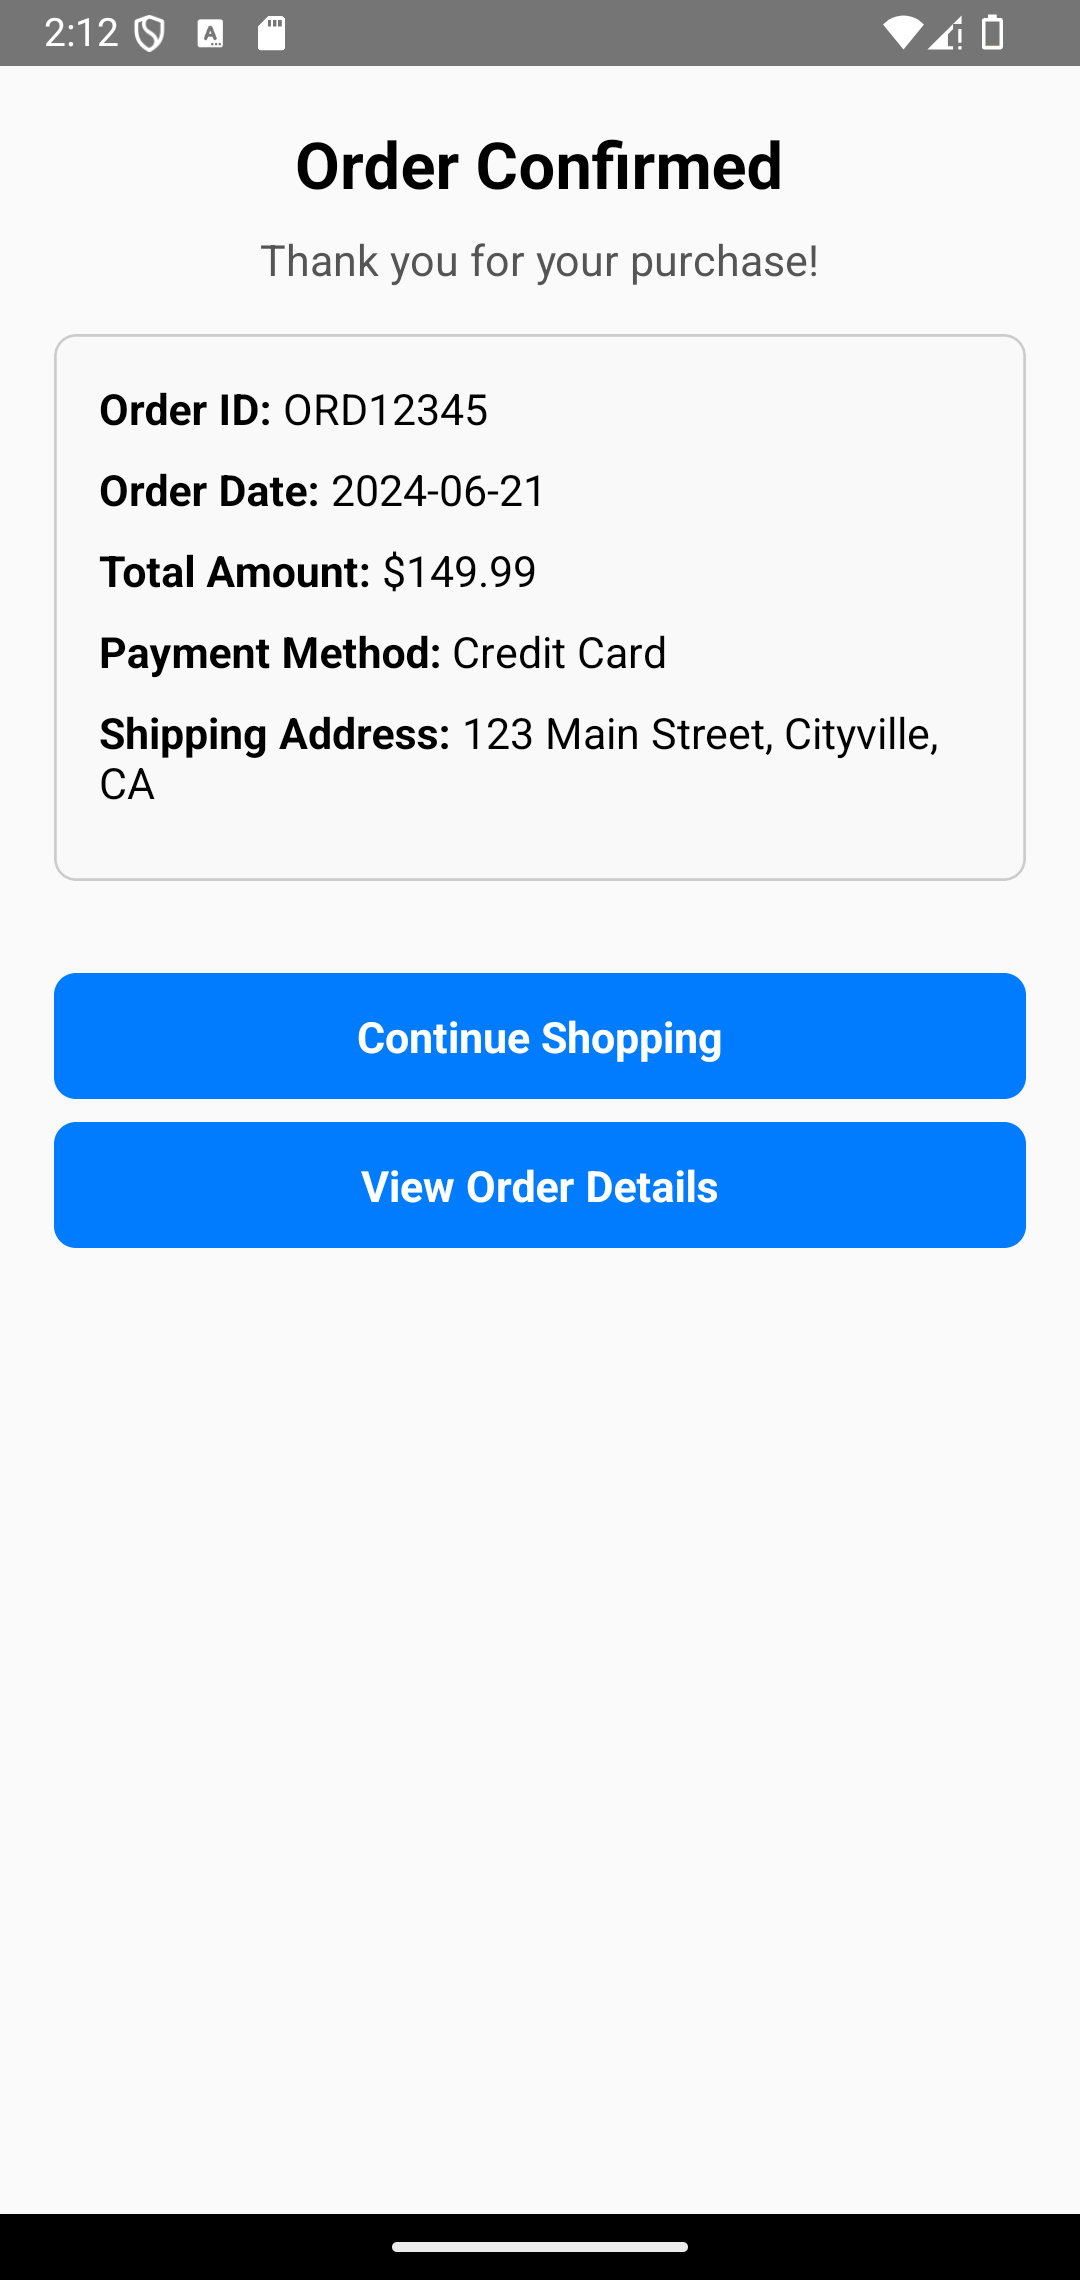 2:12
Order Confirmed
Thank you for your purchase!
Order ID: ORD12345
Order Date: 2024-06-21
Total Amount: $149.99
Payment Method: Credit Card
Shipping Address: 123 Main Street, Cityville,
CA
Continue Shopping
View Order Details